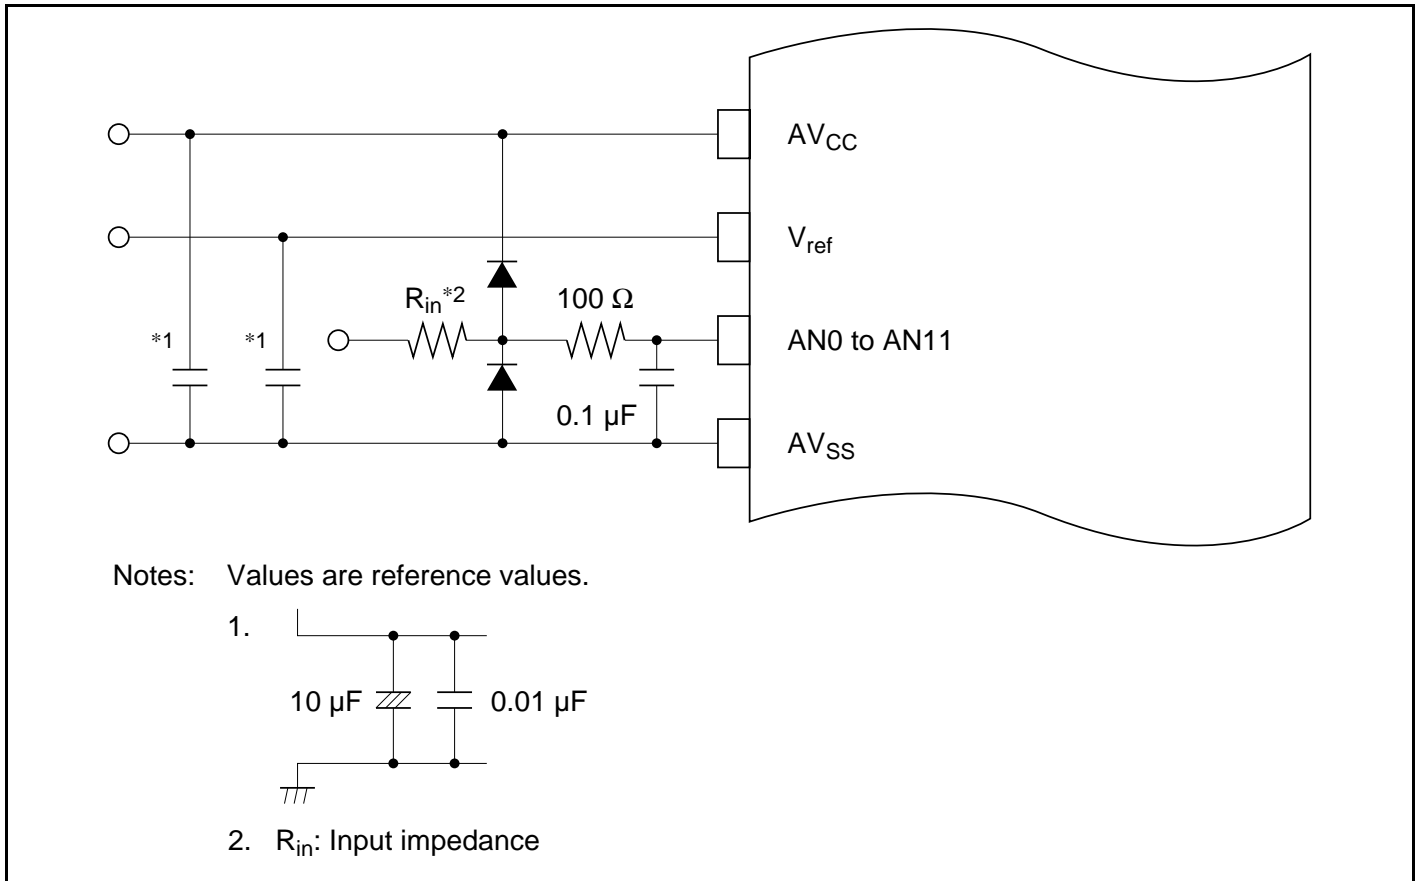 AVCC
Vref
Rin*2
100 Ω
*1
*1
AN0 to AN11
0.1 µF
AVSS
Notes: Values are reference values.
1.
10 µF
0.01 µF
2. Rin: Input impedance